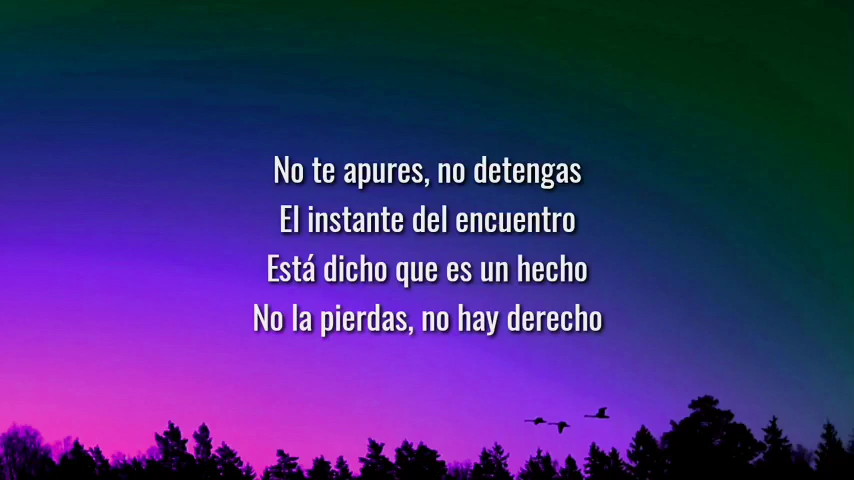 No te apures, no detengas
El instante del encuentro
Está dicho que es un hecho
No la pierdas, no hay derecho